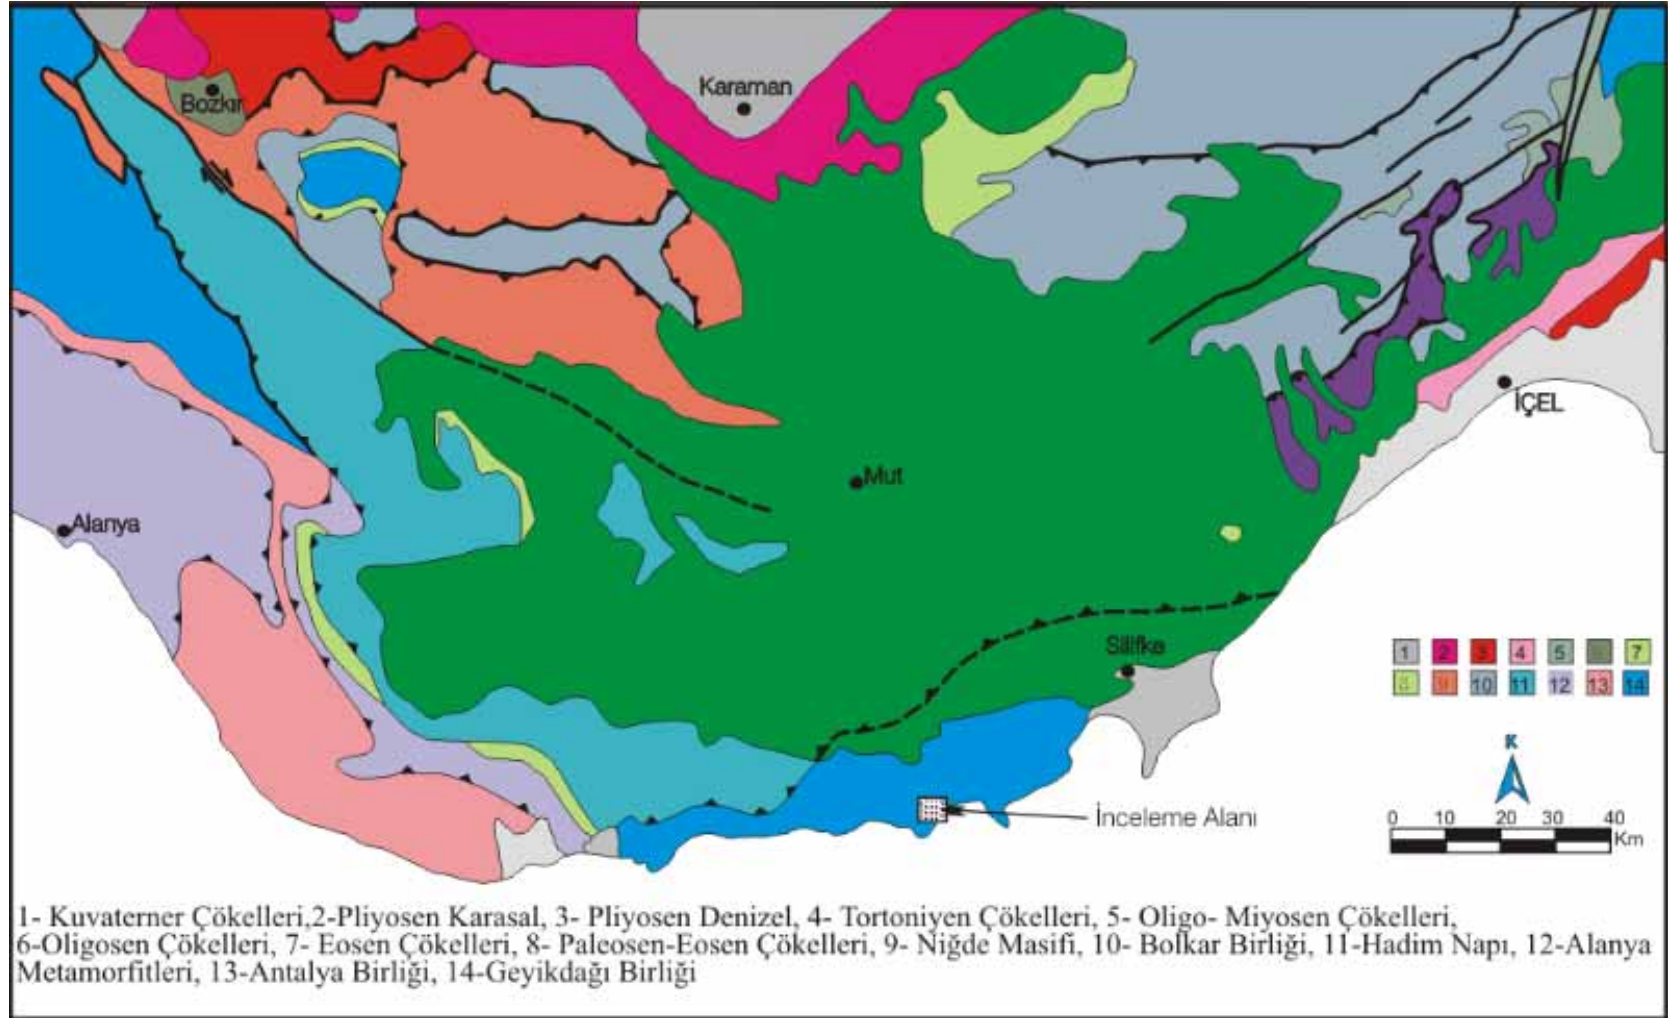 Karaman
Bozkır
İÇEL
Mut
Alanya
Silifke
1 2 3 4 5 6 7
8 9 10 11 12 13 14
K
0 10 20 30 40
Km
İnceleme Alanı
1- Kuvaterner Çökelleri,2-Pliyosen Karasal, 3- Pliyosen Denizel, 4- Tortoniyen Çökelleri, 5- Oligo- Miyosen Çökelleri,
6-Oligosen Çökelleri, 7- Eosen Çökelleri, 8- Paleosen-Eosen Çökelleri, 9- Niğde Masifi, 10- Bolkar Birliği, 11-Hadim Napı, 12-Alanya
Metamorfitleri, 13-Antalya Birliği, 14-Geyikdağı Birliği